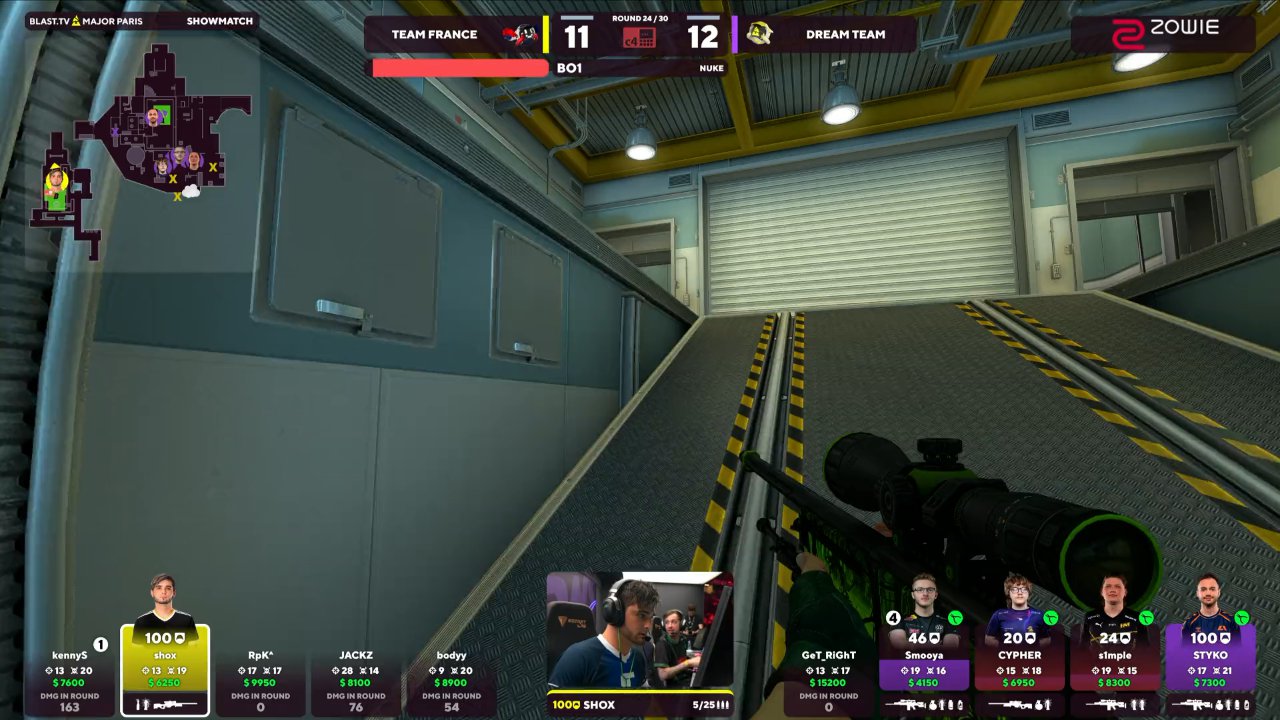 BLAST.TV MAJOR PARIS SHOWMATCH
TEAM FRANCE
11
ROUND 24 / 30
C4
12
DREAM TEAM
ZOWIE
BO1
NUKE
X
X
X
X
kennyS 1
13 20
$7600
DMG IN ROUND
163
100
shox
13 19
$6250
RpK^
17 17
$9950
DMG IN ROUND
0
JACKZ
28 14
$8100
DMG IN ROUND
76
bodyy
9 20
$8900
DMG IN ROUND
54
100 SHOX
5/25
GeT_RiGhT
13 17
$15200
DMG IN ROUND
0
4
46
Smooya
19 16
$4150
20
CYPHER
15 18
$6950
24
s1mple
19 15
$8300
100
STYKO
17 21
$7300